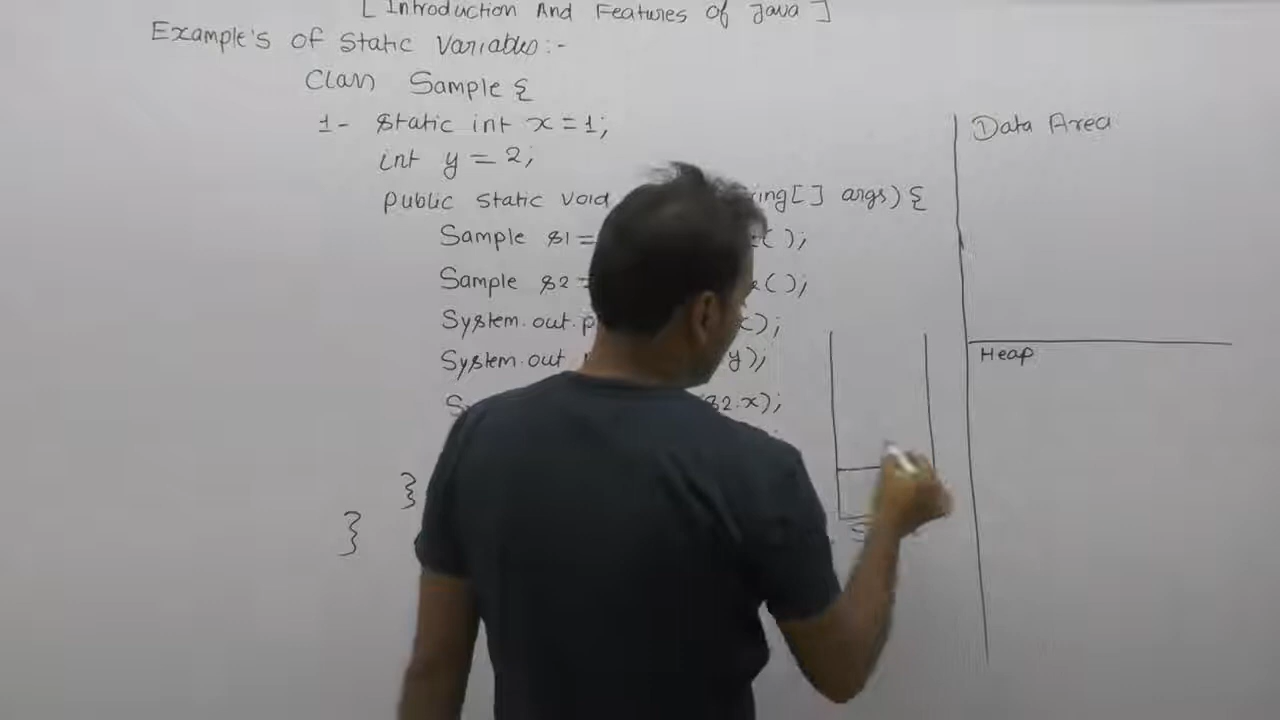 [ Introduction And Features of Java ]
Example's of Static Variables:-
Class Sample {
1- Static int x = 1;
int y = 2;
Public Static void ing[ ] args) {
Sample s1 = ( );
Sample s2 = ( );
System.out.p );
System.out y);
s2.x);
}
}
Data Area
Heap